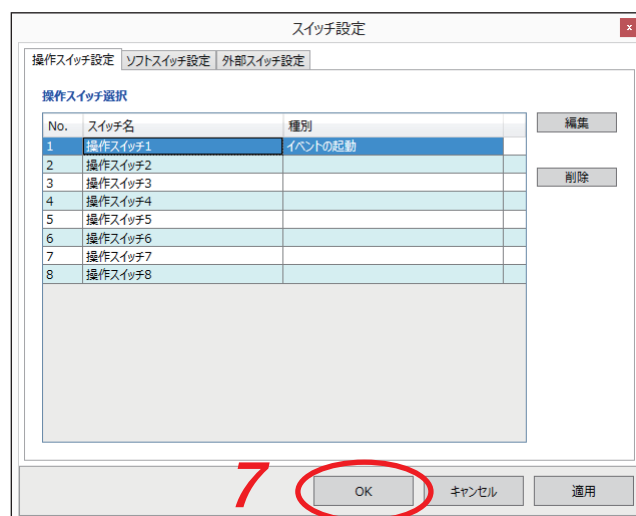 スイッチ設定
x
操作スイッチ設定 ソフトスイッチ設定 外部スイッチ設定
操作スイッチ選択
No. スイッチ名 種別
1 操作スイッチ1 イベントの起動
2 操作スイッチ2
3 操作スイッチ3
4 操作スイッチ4
5 操作スイッチ5
6 操作スイッチ6
7 操作スイッチ7
8 操作スイッチ8
編集
削除
7
OK キャンセル 適用